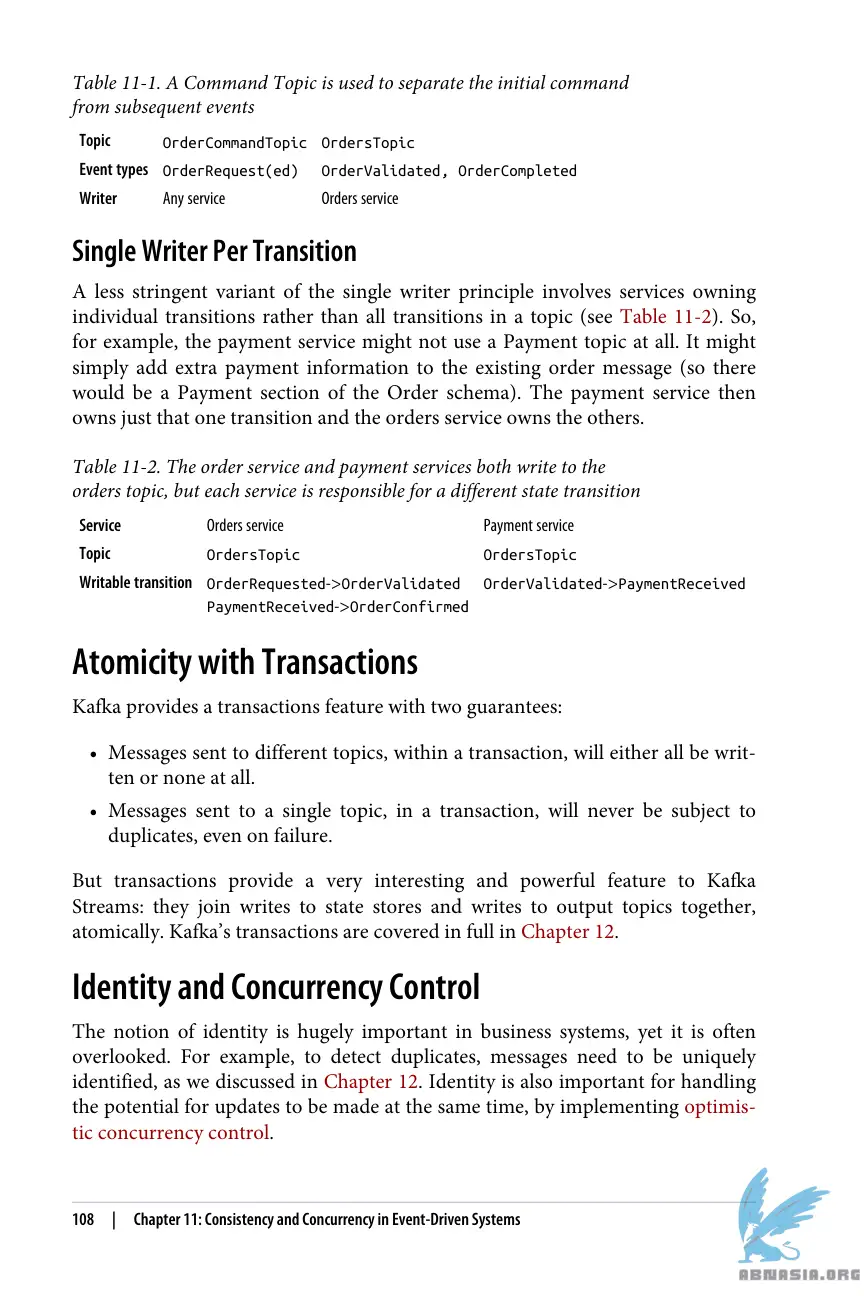 Table 11-1. A Command Topic is used to separate the initial command
from subsequent events
Topic OrderCommandTopic OrdersTopic
Event types OrderRequest(ed) OrderValidated, OrderCompleted
Writer Any service Orders service
Single Writer Per Transition
A less stringent variant of the single writer principle involves services owning
individual transitions rather than all transitions in a topic (see Table 11-2). So,
for example, the payment service might not use a Payment topic at all. It might
simply add extra payment information to the existing order message (so there
would be a Payment section of the Order schema). The payment service then
owns just that one transition and the orders service owns the others.
Table 11-2. The order service and payment services both write to the
orders topic, but each service is responsible for a different state transition
Service Orders service Payment service
Topic OrdersTopic OrdersTopic
Writable transition OrderRequested->OrderValidated OrderValidated->PaymentReceived
PaymentReceived->OrderConfirmed
Atomicity with Transactions
Kafka provides a transactions feature with two guarantees:
• Messages sent to different topics, within a transaction, will either all be writ-
ten or none at all.
• Messages sent to a single topic, in a transaction, will never be subject to
duplicates, even on failure.
But transactions provide a very interesting and powerful feature to Kafka
Streams: they join writes to state stores and writes to output topics together,
atomically. Kafka's transactions are covered in full in Chapter 12.
Identity and Concurrency Control
The notion of identity is hugely important in business systems, yet it is often
overlooked. For example, to detect duplicates, messages need to be uniquely
identified, as we discussed in Chapter 12. Identity is also important for handling
the potential for updates to be made at the same time, by implementing optimis-
tic concurrency control.
108 | Chapter 11: Consistency and Concurrency in Event-Driven Systems
ABNASIA.ORG